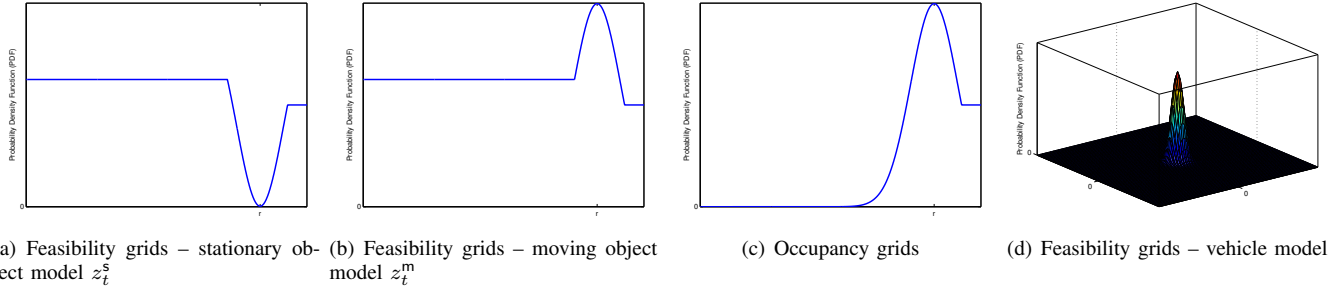 Probability Density Function (PDF)
0
r
Probability Density Function (PDF)
0
r
Probability Density Function (PDF)
0
r
Probability Density Function (PDF)
0
0
0
a) Feasibility grids – stationary ob-
ect model z_t^s
(b) Feasibility grids – moving object
model z_t^m
(c) Occupancy grids
(d) Feasibility grids – vehicle model